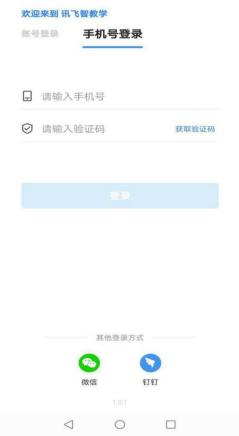 欢迎来到 讯飞智教学
账号登录 手机号登录
请输入手机号
请输入验证码 获取验证码
登录
其他登录方式
微信 钉钉